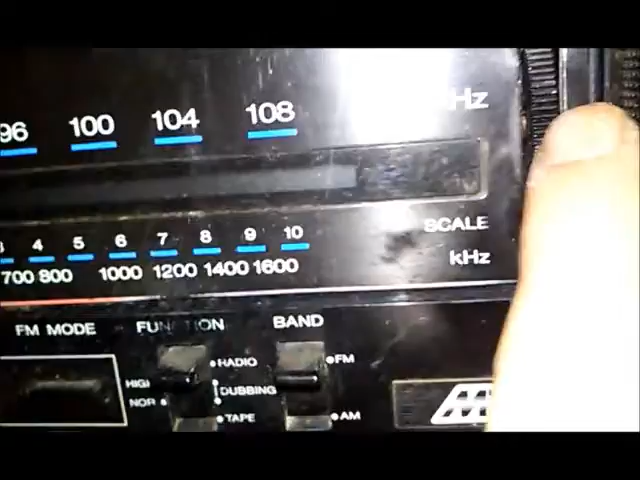 96 100 104 108 Hz
4 5 6 7 8 9 10 SCALE
700 800 1000 1200 1400 1600 kHz
FM MODE FUNCTION BAND
RADIO FM
HIGH DUBBING
NOR
TAPE AM